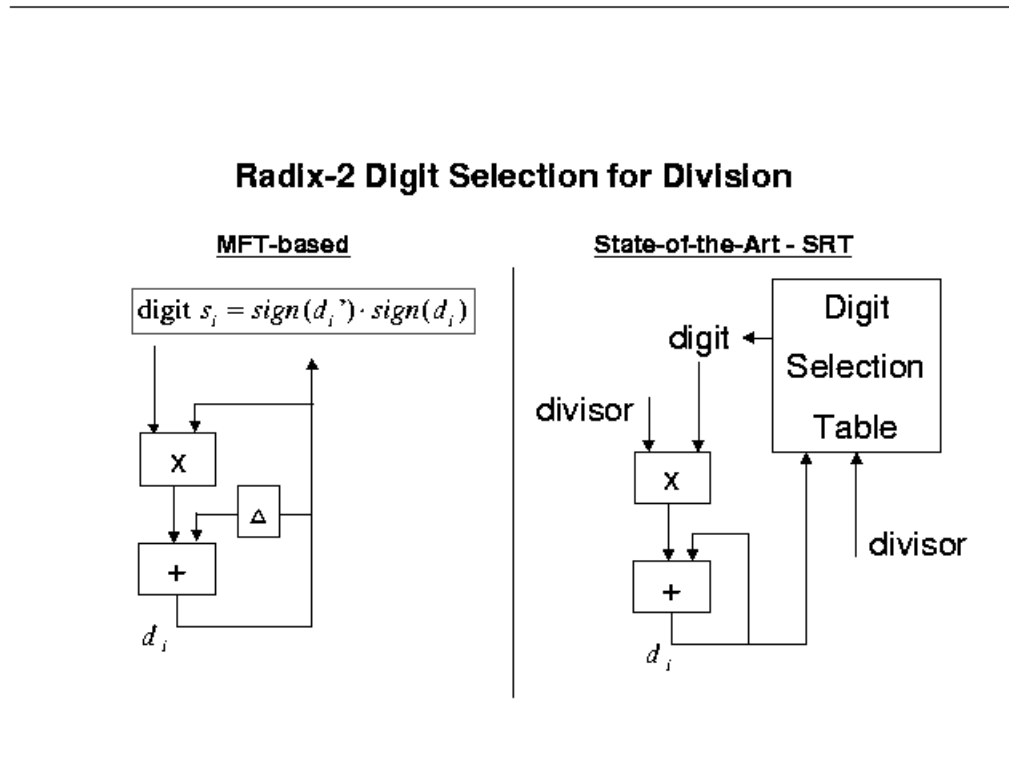 Radix-2 Digit Selection for Division
MFT-based
digit s_i = sign(d_i’)· sign(d_i)
x
Δ
+
d_i
State-of-the-Art - SRT
Digit
Selection
Table
digit
divisor
x
divisor
+
d_i